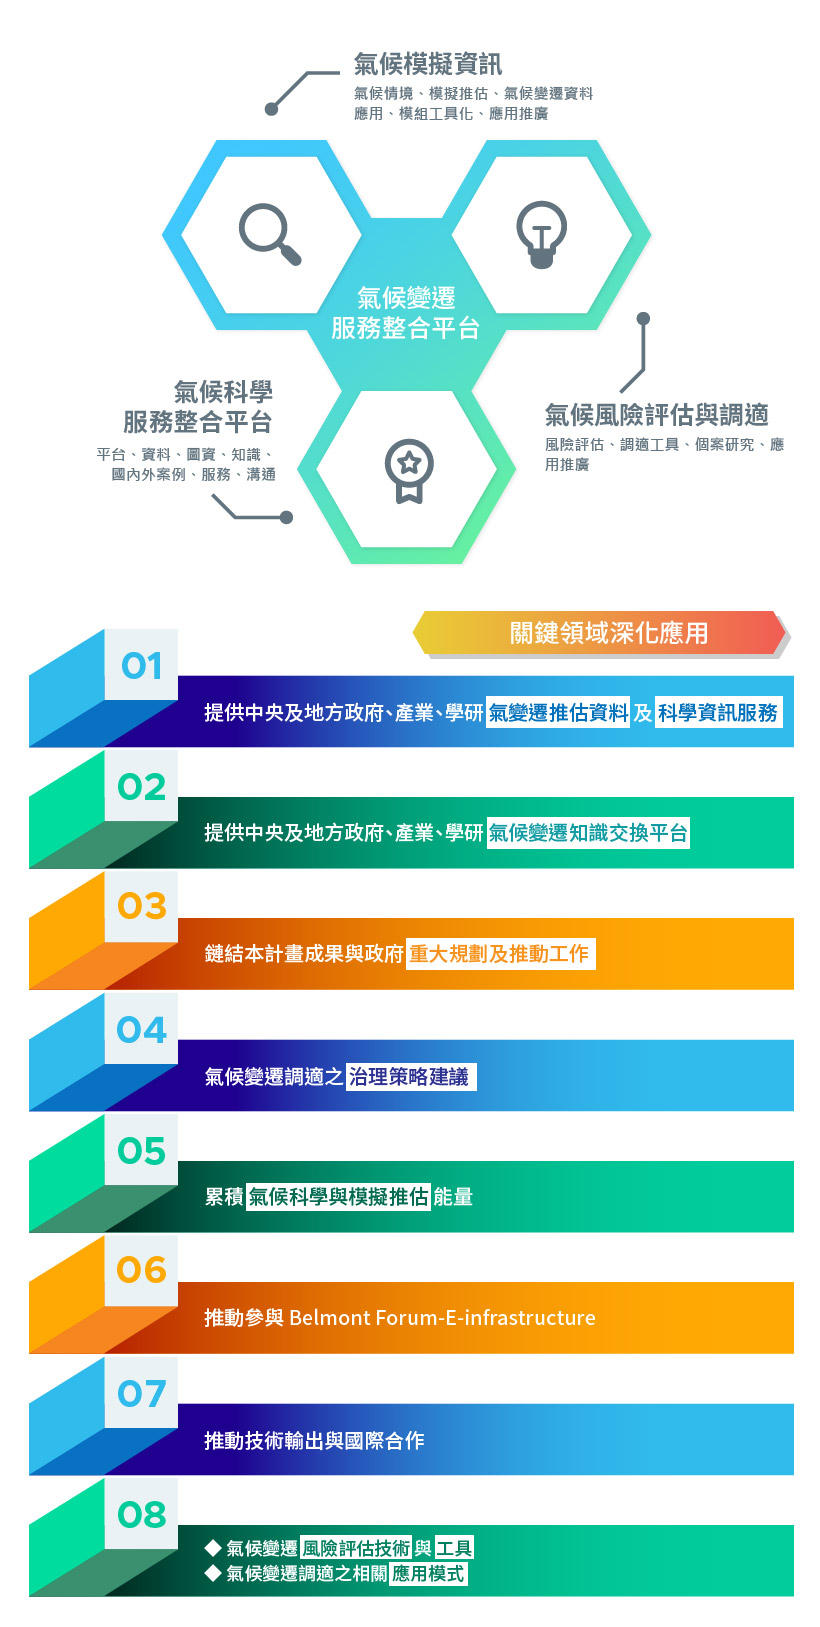 氣候模擬資訊
氣候情境、模擬推估、氣候變遷資料
應用、模組工具化、應用推廣
氣候變遷
服務整合平台
氣候科學
服務整合平台
平台、資料、圖資、知識、
國內外案例、服務、溝通
氣候風險評估與調適
風險評估、調適工具、個案研究、應
用推廣
關鍵領域深化應用
01
提供中央及地方政府、產業、學研 氣變遷推估資料 及 科學資訊服務
02
提供中央及地方政府、產業、學研 氣候變遷知識交換平台
03
鏈結本計畫成果與政府 重大規劃及推動工作
04
氣候變遷調適之 治理策略建議
05
累積 氣候科學與模擬推估 能量
06
推動參與 Belmont Forum-E-infrastructure
07
推動技術輸出與國際合作
08
◆ 氣候變遷 風險評估技術 與 工具
◆ 氣候變遷調適之相關 應用模式